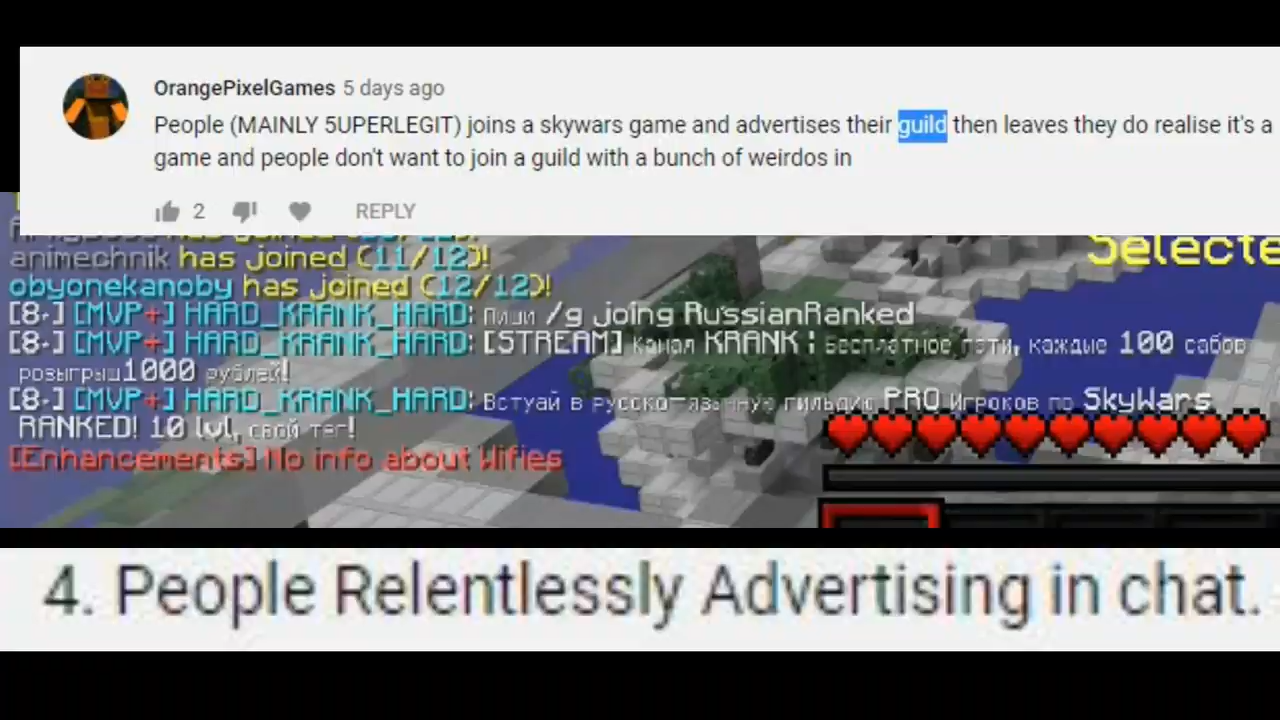 OrangePixelGames 5 days ago
People (MAINLY 5UPERLEGIT) joins a skywars game and advertises their guild then leaves they do realise it's a
game and people don't want to join a guild with a bunch of weirdos in
2 REPLY
has joined
animechnik has joined (11/12)!
Selecte
obyonekanoby has joined (12/12)!
[8✫] [MVP+] HARD_KRANK_HARD: Пиши /g joing RussianRanked
[8✫] [MVP+] HARD_KRANK_HARD: [STREAM] Канал KRANK ¦ Бесплатное пати, каждые 100 сабов
розыгрыш1000 рублей!
[8✫] [MVP+] HARD_KRANK_HARD: Встуай в русско-язычную гильдию PRO Игроков по SkyWars
RANKED! 10 lvl, свой тег!
[Enhancements] No info about Wifies
4. People Relentlessly Advertising in chat.